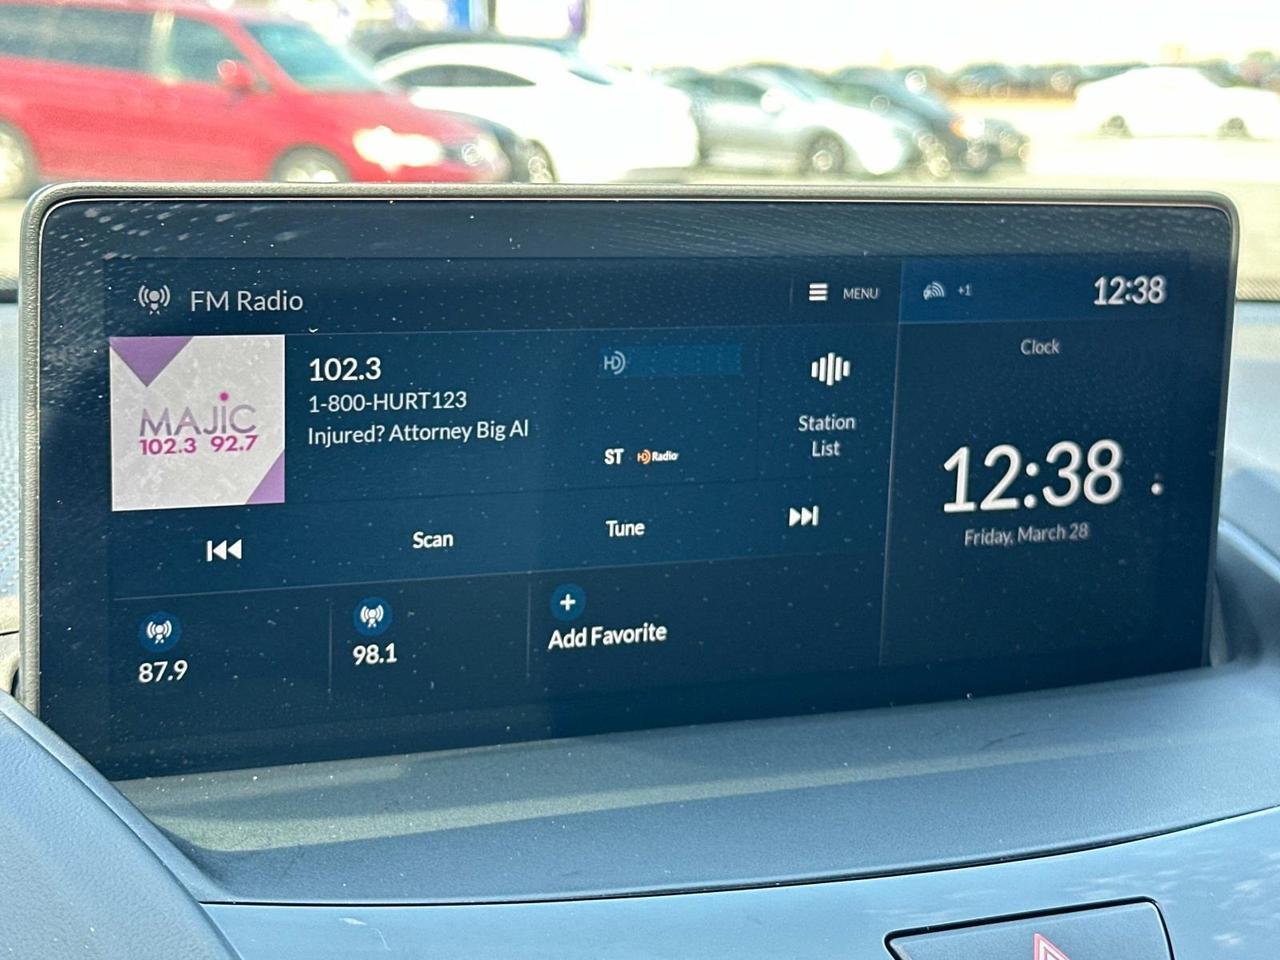 FM Radio
MENU
+1
12:38
MAJIC
102.3 92.7
102.3
1-800-HURT123
Injured? Attorney Big Al
HD
ST HD Radio
Station
List
Scan
Tune
87.9
98.1
+
Add Favorite
Clock
12:38
Friday, March 28